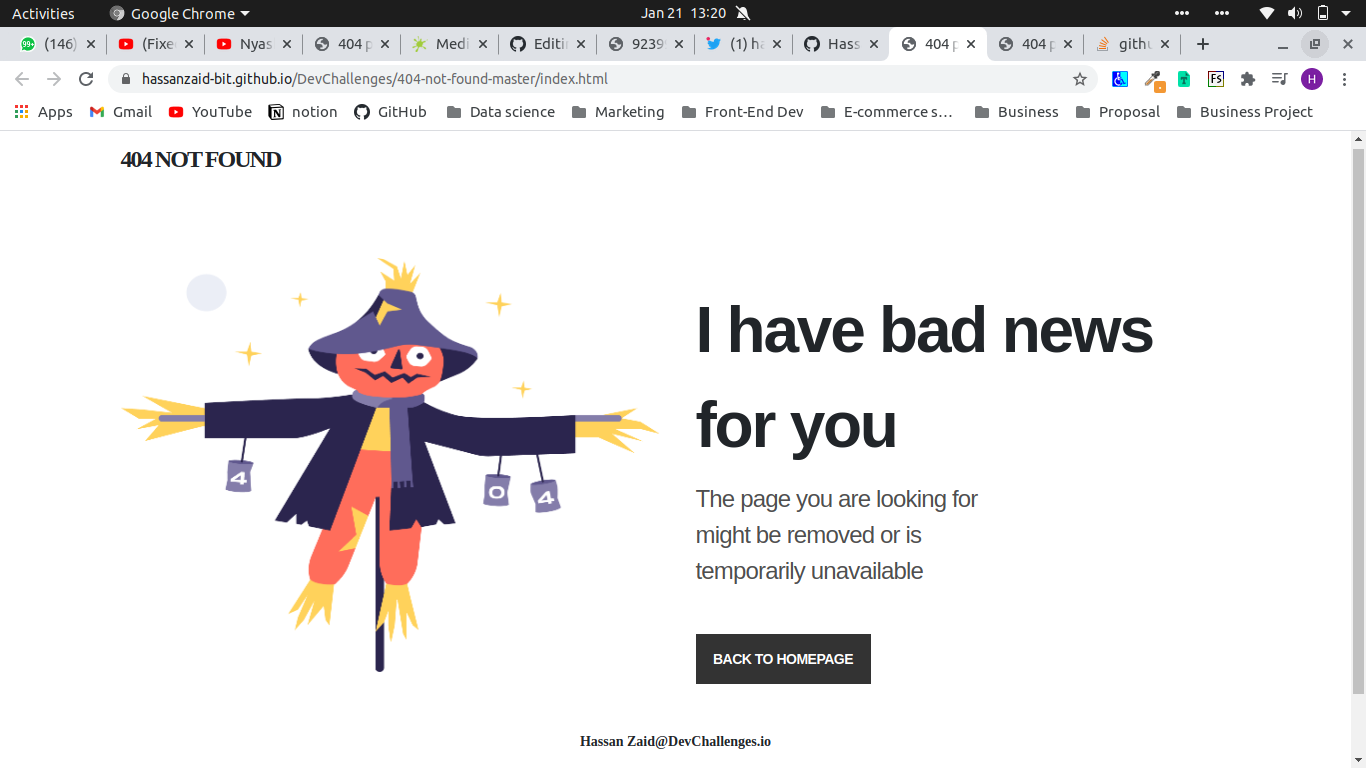 Activities
Google Chrome
Jan 21 13:20
(146)
(Fixe
Nyas
404 p
Medi
Editin
9239
(1) ha
Hass
404 p
404 p
githu
hassanzaid-bit.github.io/DevChallenges/404-not-found-master/index.html
H
Apps
Gmail
YouTube
notion
GitHub
Data science
Marketing
Front-End Dev
E-commerce s…
Business
Proposal
Business Project
404 NOT FOUND
4
0
4
I have bad news
for you
The page you are looking for
might be removed or is
temporarily unavailable
BACK TO HOMEPAGE
Hassan Zaid@DevChallenges.io